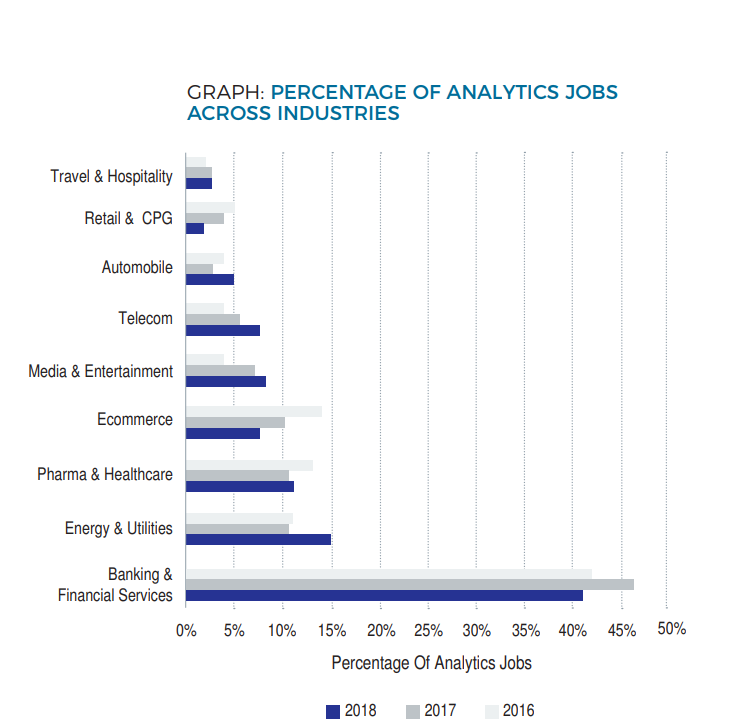 GRAPH: PERCENTAGE OF ANALYTICS JOBS
ACROSS INDUSTRIES
Travel & Hospitality
Retail & CPG
Automobile
Telecom
Media & Entertainment
Ecommerce
Pharma & Healthcare
Energy & Utilities
Banking &
Financial Services
0% 5% 10% 15% 20% 25% 30% 35% 40% 45% 50%
Percentage Of Analytics Jobs
2018 2017 2016